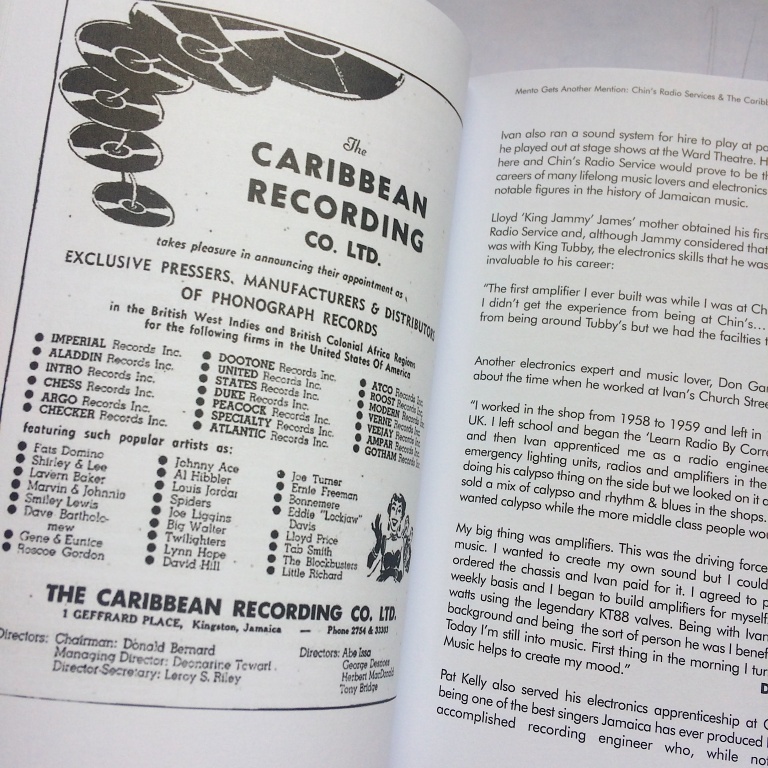 The
CARIBBEAN
RECORDING
CO. LTD.
takes pleasure in announcing their appointment as
EXCLUSIVE PRESSERS, MANUFACTURERS & DISTRIBUTORS
OF PHONOGRAPH RECORDS
in the British West Indies and British Colonial Africa Regions
for the following firms in the United States Of America
IMPERIAL Records Inc.
ALADDIN Records Inc.
INTRO Records Inc.
CHESS Records Inc.
ARGO Records Inc.
CHECKER Records Inc.
DOOTONE Records Inc.
UNITED Records Inc.
STATES Records Inc.
DUKE Records Inc.
PEACOCK Records Inc.
SPECIALTY Records Inc.
ATLANTIC Records Inc.
ATCO Records Inc.
ROOST Records Inc.
MODERN Records Inc.
VERNE Records Inc.
VEEJAY Records Inc.
AMPAR Records Inc.
GOTHAM Records Inc.
featuring such popular artists as:
Fats Domino
Shirley & Lee
Lavern Baker
Marvin & Johnnie
Smiley Lewis
Dave Bartholo-
mew
Gene & Eunice
Roscoe Gordon
Johnny Ace
Al Hibbler
Louis Jordar
Spiders
Joe Liggins
Big Walter
Twilighters
Lynn Hope
David Hill
Joe Turner
Ernie Freeman
Bonnemere
Eddie "Lockjaw"
Davis
Lloyd Price
Tab Smith
The Blockbusters
Little Richard
THE CARIBBEAN RECORDING CO. LTD.
1 GEFFRARD PLACE, Kingston, Jamaica — Phone 2754 & 33303
Directors: Chairman: Donald Bernard
Managing Director: Deonarine Tewari
Director-Secretary: Leroy S. Riley
Directors: Abe Issa
George Desnoes
Herbert MacDonald
Tony Bridge
Mento Gets Another Mention: Chin's Radio Services & The Caribb
Ivan also ran a sound system for hire to play at pa
he played out at stage shows at the Ward Theatre. H
here and Chin's Radio Service would prove to be th
careers of many lifelong music lovers and electronics
notable figures in the history of Jamaican music.
Lloyd 'King Jammy' James' mother obtained his firs
Radio Service and, although Jammy considered that
was with King Tubby, the electronics skills that he was
invaluable to his career:
"The first amplifier I ever built was while I was at Ch
I didn't get the experience from being at Chin's...
from being around Tubby's but we had the facilties t
Another electronics expert and music lover, Don Gar
about the time when he worked at Ivan's Church Stree
"I worked in the shop from 1958 to 1959 and left in
UK. I left school and began the 'Learn Radio By Corre
and then Ivan apprenticed me as a radio enginee
emergency lighting units, radios and amplifiers in the
doing his calypso thing on the side but we looked on it a
sold a mix of calypso and rhythm & blues in the shops.
wanted calypso while the more middle class people wou
My big thing was amplifiers. This was the driving force
music. I wanted to create my own sound but I could
ordered the chassis and Ivan paid for it. I agreed to p
weekly basis and I began to build amplifiers for myself
watts using the legendary KT88 valves. Being with Ivan
background and being the sort of person he was I benef
Today I'm still into music. First thing in the morning I tur
Music helps to create my mood."
D
Pat Kelly also served his electronics apprenticeship at C
being one of the best singers Jamaica has ever produced
accomplished recording engineer who, while not